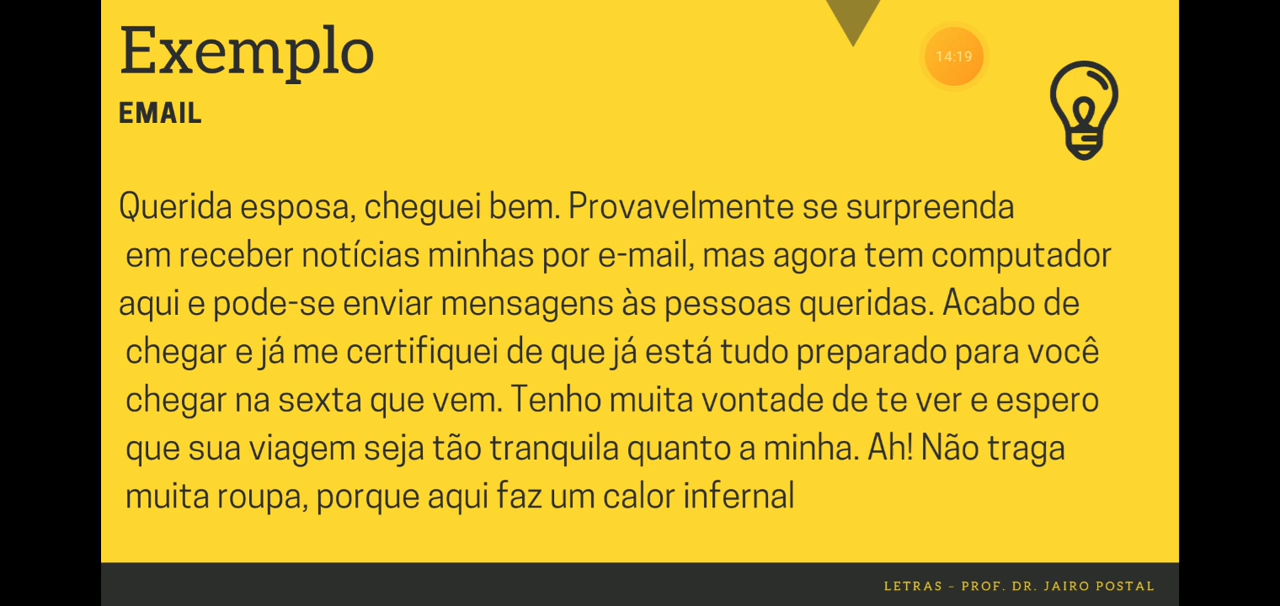 Exemplo
14:19
EMAIL
Querida esposa, cheguei bem. Provavelmente se surpreenda
em receber notícias minhas por e-mail, mas agora tem computador
aqui e pode-se enviar mensagens às pessoas queridas. Acabo de
chegar e já me certifiquei de que já está tudo preparado para você
chegar na sexta que vem. Tenho muita vontade de te ver e espero
que sua viagem seja tão tranquila quanto a minha. Ah! Não traga
muita roupa, porque aqui faz um calor infernal
LETRAS - PROF. DR. JAIRO POSTAL